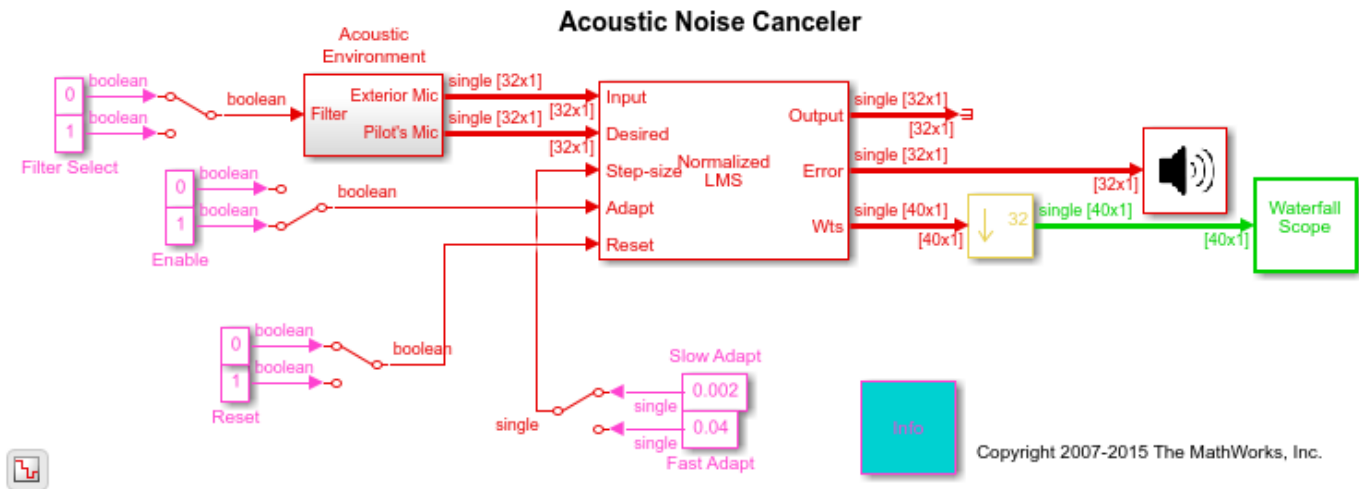 Acoustic Noise Canceler
Acoustic
Environment
boolean
0
boolean
1
Filter Select
boolean
Filter
Exterior Mic
Pilot's Mic
single [32x1]
[32x1]
single [32x1]
[32x1]
Input
Desired
Step-size
Adapt
Reset
Normalized
LMS
Output
Error
Wts
single [32x1]
[32x1]
single [32x1]
[32x1]
single [40x1]
[40x1]
32
single [40x1]
[40x1]
Waterfall
Scope
boolean
0
boolean
1
Enable
boolean
boolean
0
boolean
1
Reset
boolean
single
Slow Adapt
0.002
single
0.04
single
Fast Adapt
Info
Copyright 2007-2015 The MathWorks, Inc.